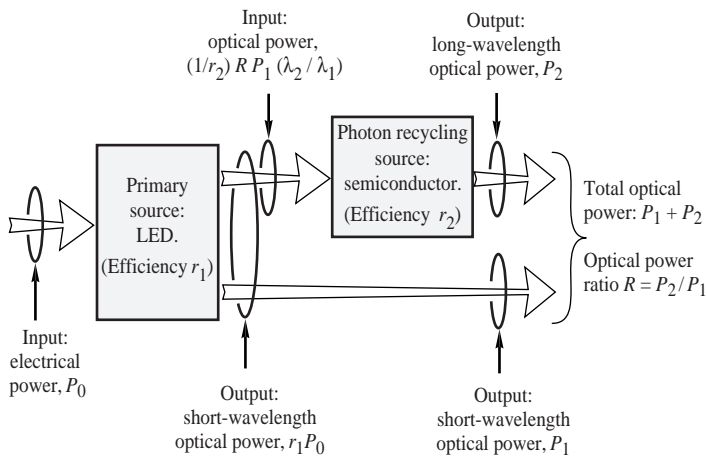 Input:
optical power,
(1/r₂) R P₁ (λ₂ / λ₁)
Output:
long-wavelength
optical power, P₂
Primary
source:
LED.
(Efficiency r₁)
Photon recycling
source:
semiconductor.
(Efficiency r₂)
Total optical
power: P₁ + P₂
Optical power
ratio R = P₂ / P₁
Input:
electrical
power, P₀
Output:
short-wavelength
optical power, r₁P₀
Output:
short-wavelength
optical power, P₁